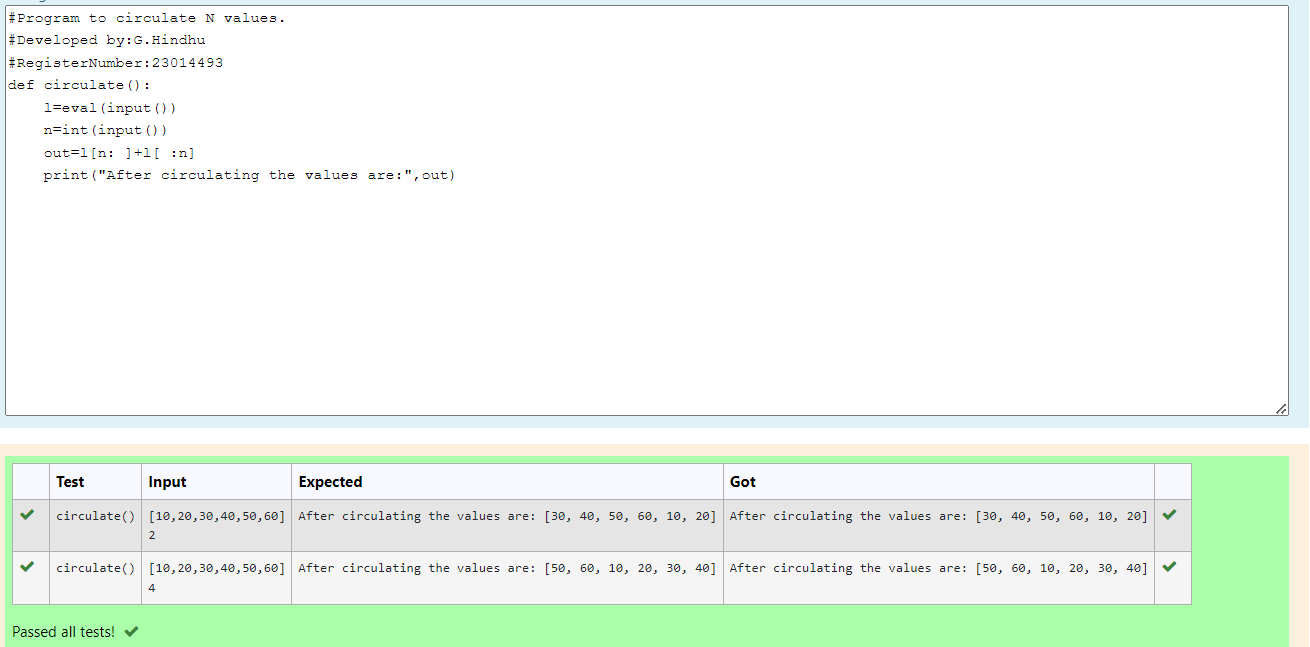 #Program to circulate N values.
#Developed by:G.Hindhu
#RegisterNumber:23014493
def circulate():
    l=eval(input())
    n=int(input())
    out=l[n: ]+l[ :n]
    print("After circulating the values are:",out)
Test Input Expected Got
circulate() [10,20,30,40,50,60] After circulating the values are: [30, 40, 50, 60, 10, 20] After circulating the values are: [30, 40, 50, 60, 10, 20]
2
circulate() [10,20,30,40,50,60] After circulating the values are: [50, 60, 10, 20, 30, 40] After circulating the values are: [50, 60, 10, 20, 30, 40]
4
Passed all tests!